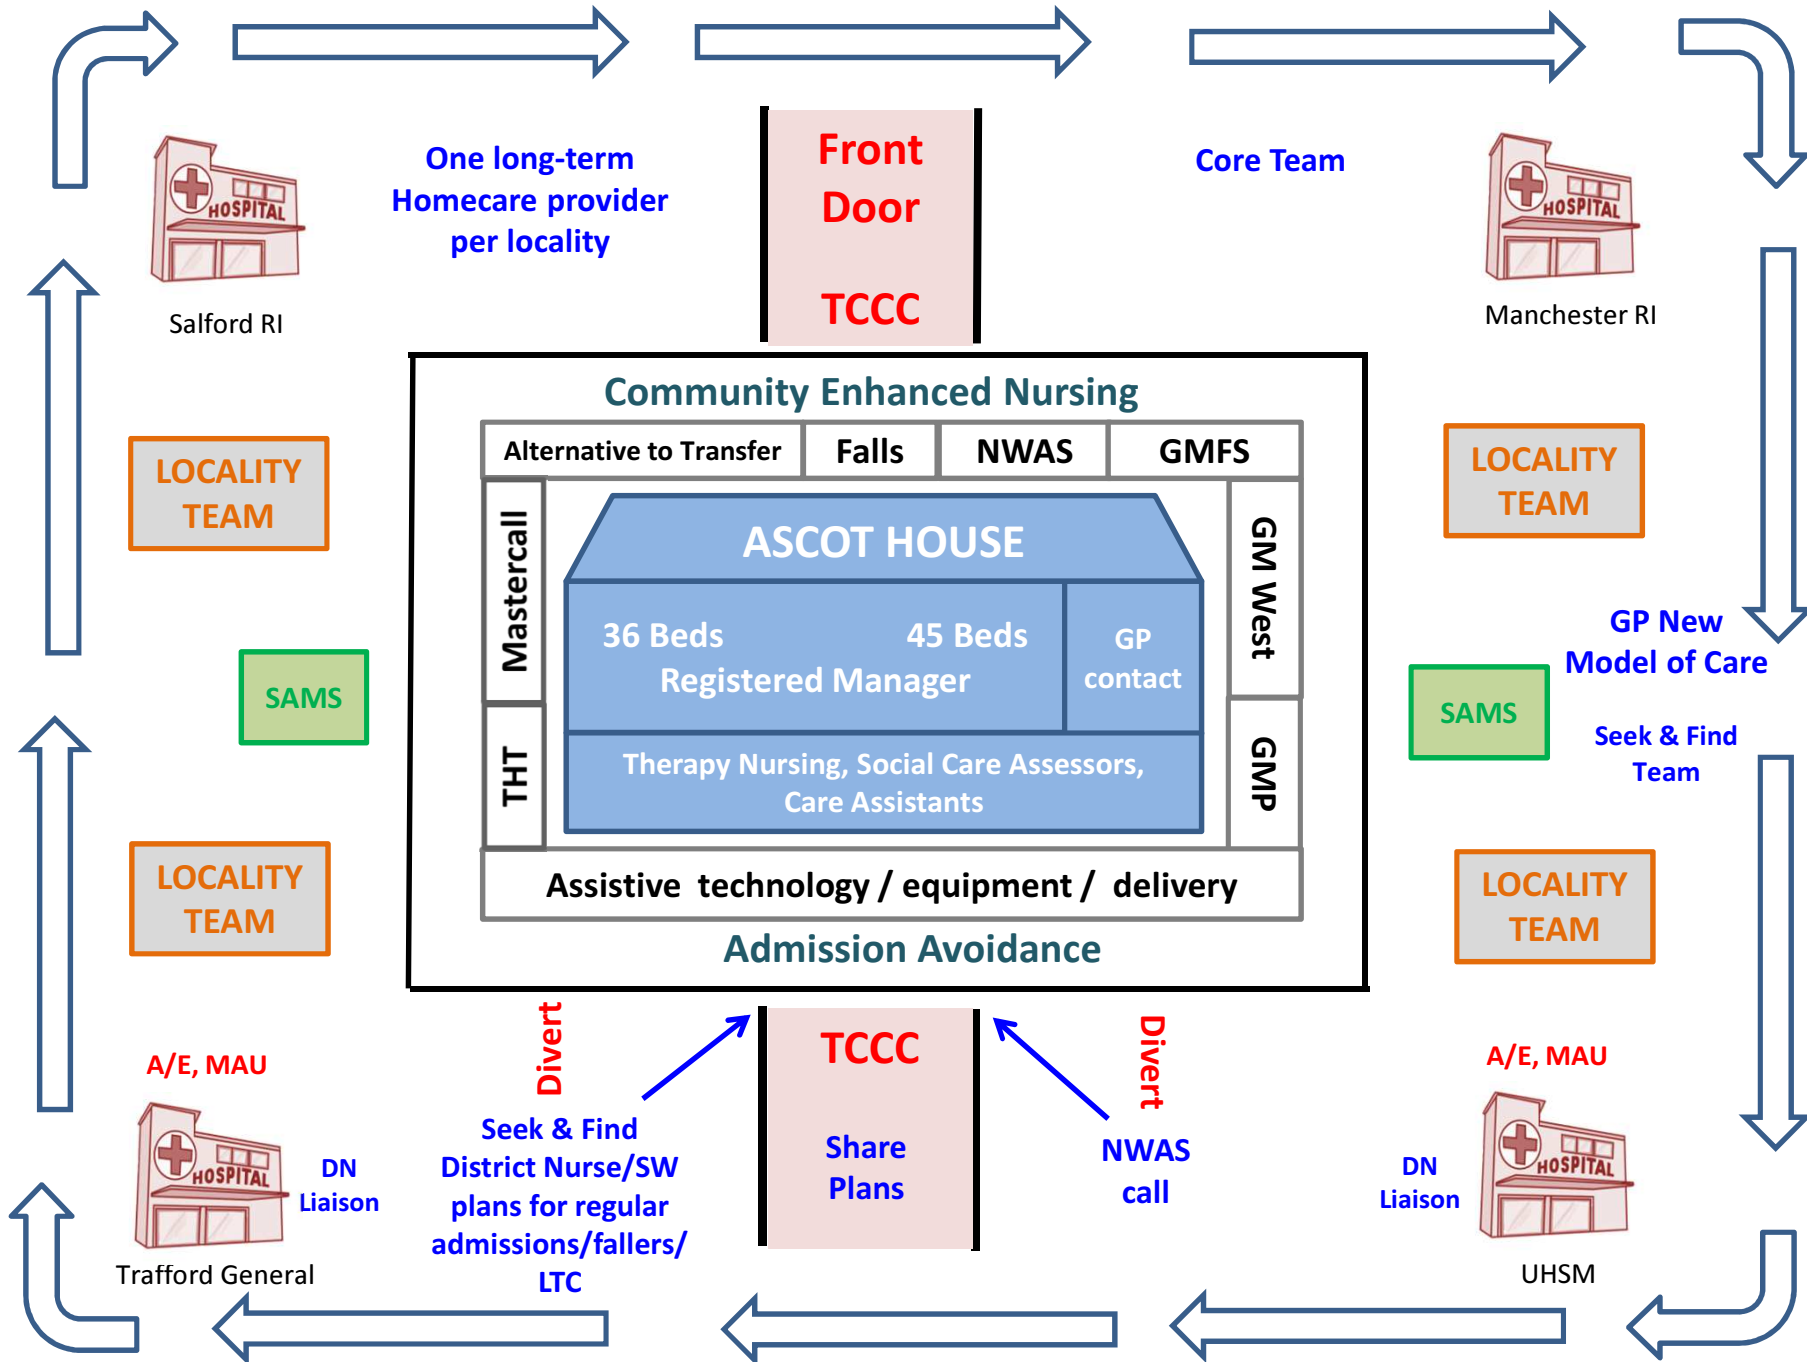 One long-term
Homecare provider
per locality
Front
Door
TCCC
Core Team
HOSPITAL
Salford RI
HOSPITAL
Manchester RI
Community Enhanced Nursing
Alternative to Transfer
Falls
NWAS
GMFS
LOCALITY
TEAM
LOCALITY
TEAM
Mastercall
ASCOT HOUSE
GM West
36 Beds
45 Beds
Registered Manager
GP
contact
SAMS
SAMS
GP New
Model of Care
Seek & Find
Team
THT
Therapy Nursing, Social Care Assessors,
Care Assistants
GMP
LOCALITY
TEAM
LOCALITY
TEAM
Assistive technology / equipment / delivery
Admission Avoidance
A/E, MAU
HOSPITAL
DN
Liaison
Trafford General
Divert
Seek & Find
District Nurse/SW
plans for regular
admissions/fallers/
LTC
TCCC
Share
Plans
Divert
NWAS
call
A/E, MAU
DN
Liaison
HOSPITAL
UHSM